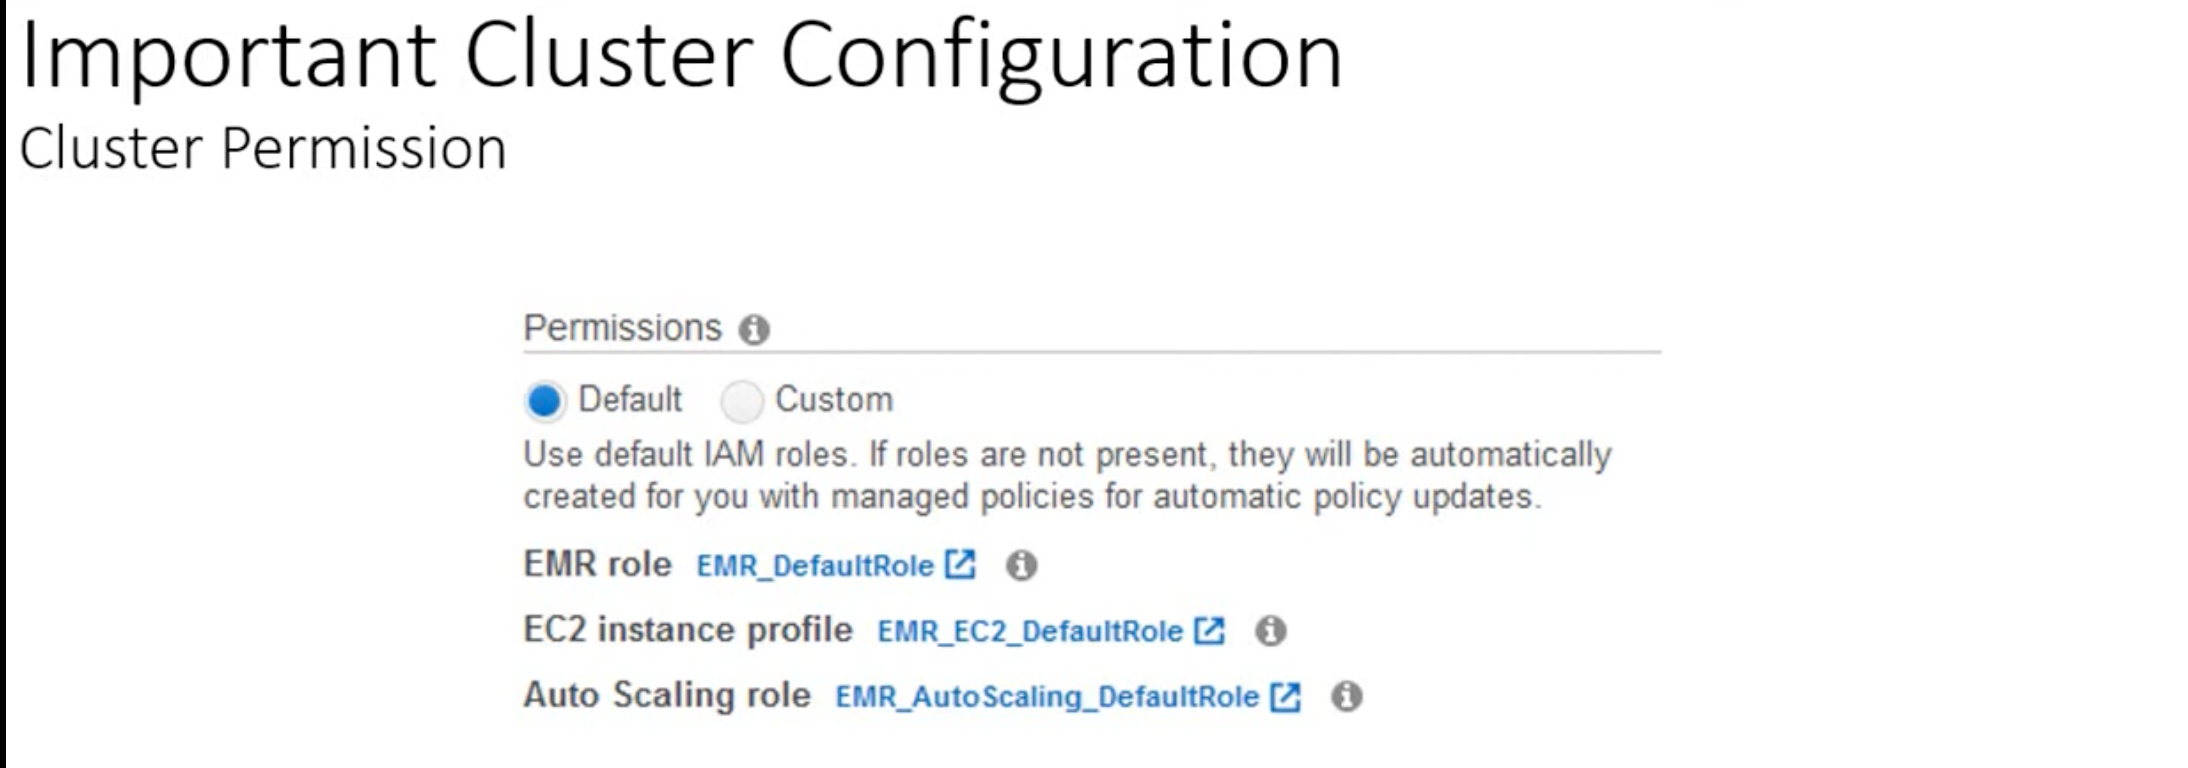 Important Cluster Configuration
Cluster Permission
Permissions
Default Custom
Use default IAM roles. If roles are not present, they will be automatically
created for you with managed policies for automatic policy updates.
EMR role EMR_DefaultRole
EC2 instance profile EMR_EC2_DefaultRole
Auto Scaling role EMR_AutoScaling_DefaultRole